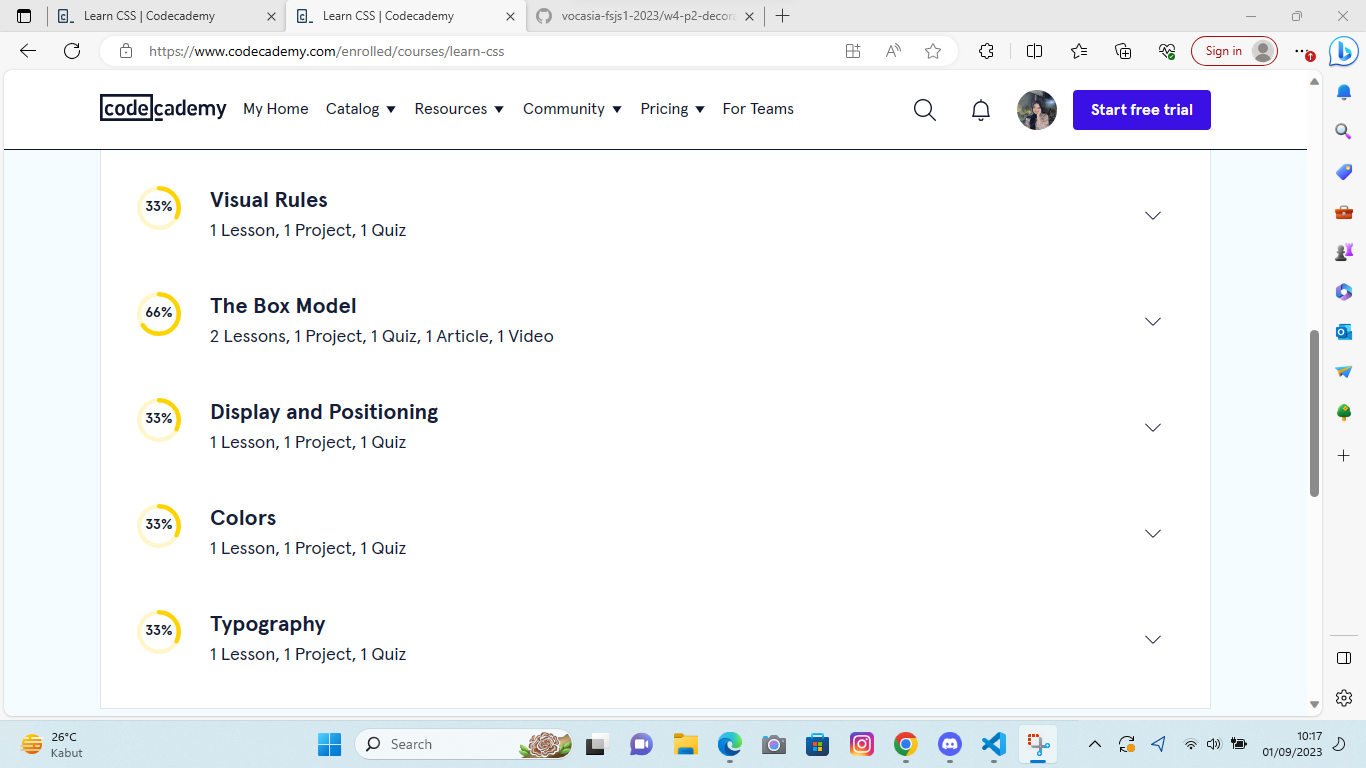 Learn CSS | Codecademy
Learn CSS | Codecademy
vocasia-fsjs1-2023/w4-p2-decora
https://www.codecademy.com/enrolled/courses/learn-css
Sign in
codecademy
My Home
Catalog
Resources
Community
Pricing
For Teams
Start free trial
33%
Visual Rules
1 Lesson, 1 Project, 1 Quiz
66%
The Box Model
2 Lessons, 1 Project, 1 Quiz, 1 Article, 1 Video
33%
Display and Positioning
1 Lesson, 1 Project, 1 Quiz
33%
Colors
1 Lesson, 1 Project, 1 Quiz
33%
Typography
1 Lesson, 1 Project, 1 Quiz
26°C
Kabut
Search
10:17
01/09/2023